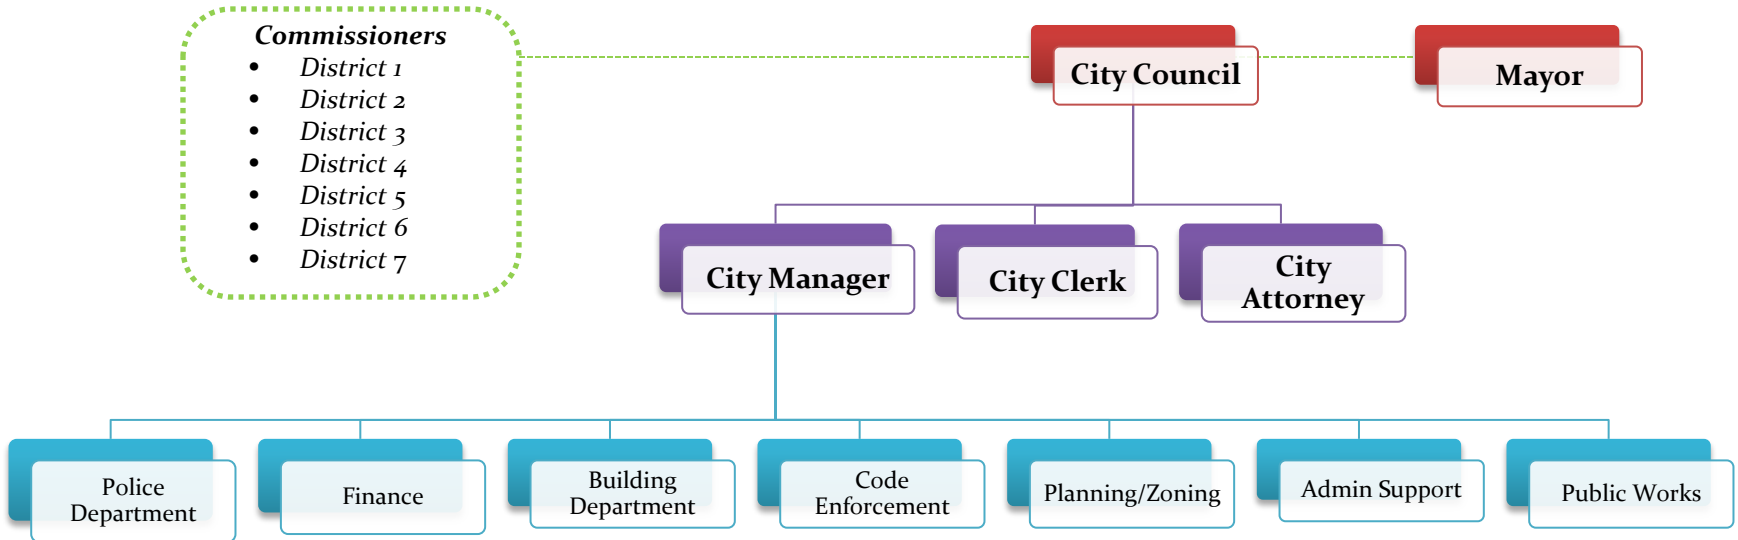 Commissioners
• District 1
• District 2
• District 3
• District 4
• District 5
• District 6
• District 7
City Council
Mayor
City Manager
City Clerk
City
Attorney
Police
Department
Finance
Building
Department
Code
Enforcement
Planning/Zoning
Admin Support
Public Works